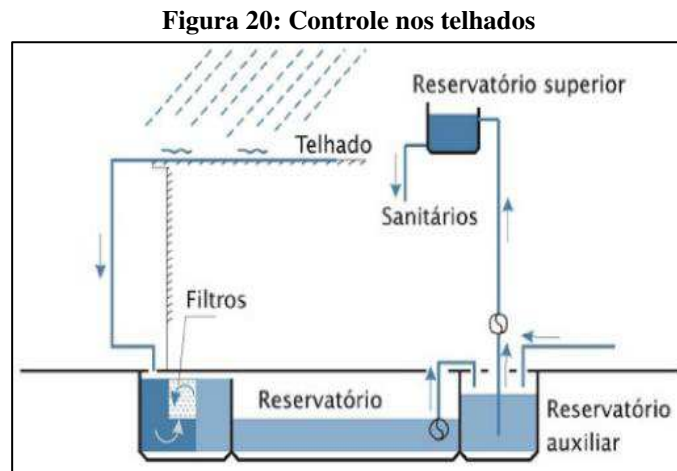 Figura 20: Controle nos telhados
Reservatório superior
Telhado
Sanitários
Filtros
Reservatório
Reservatório
auxiliar